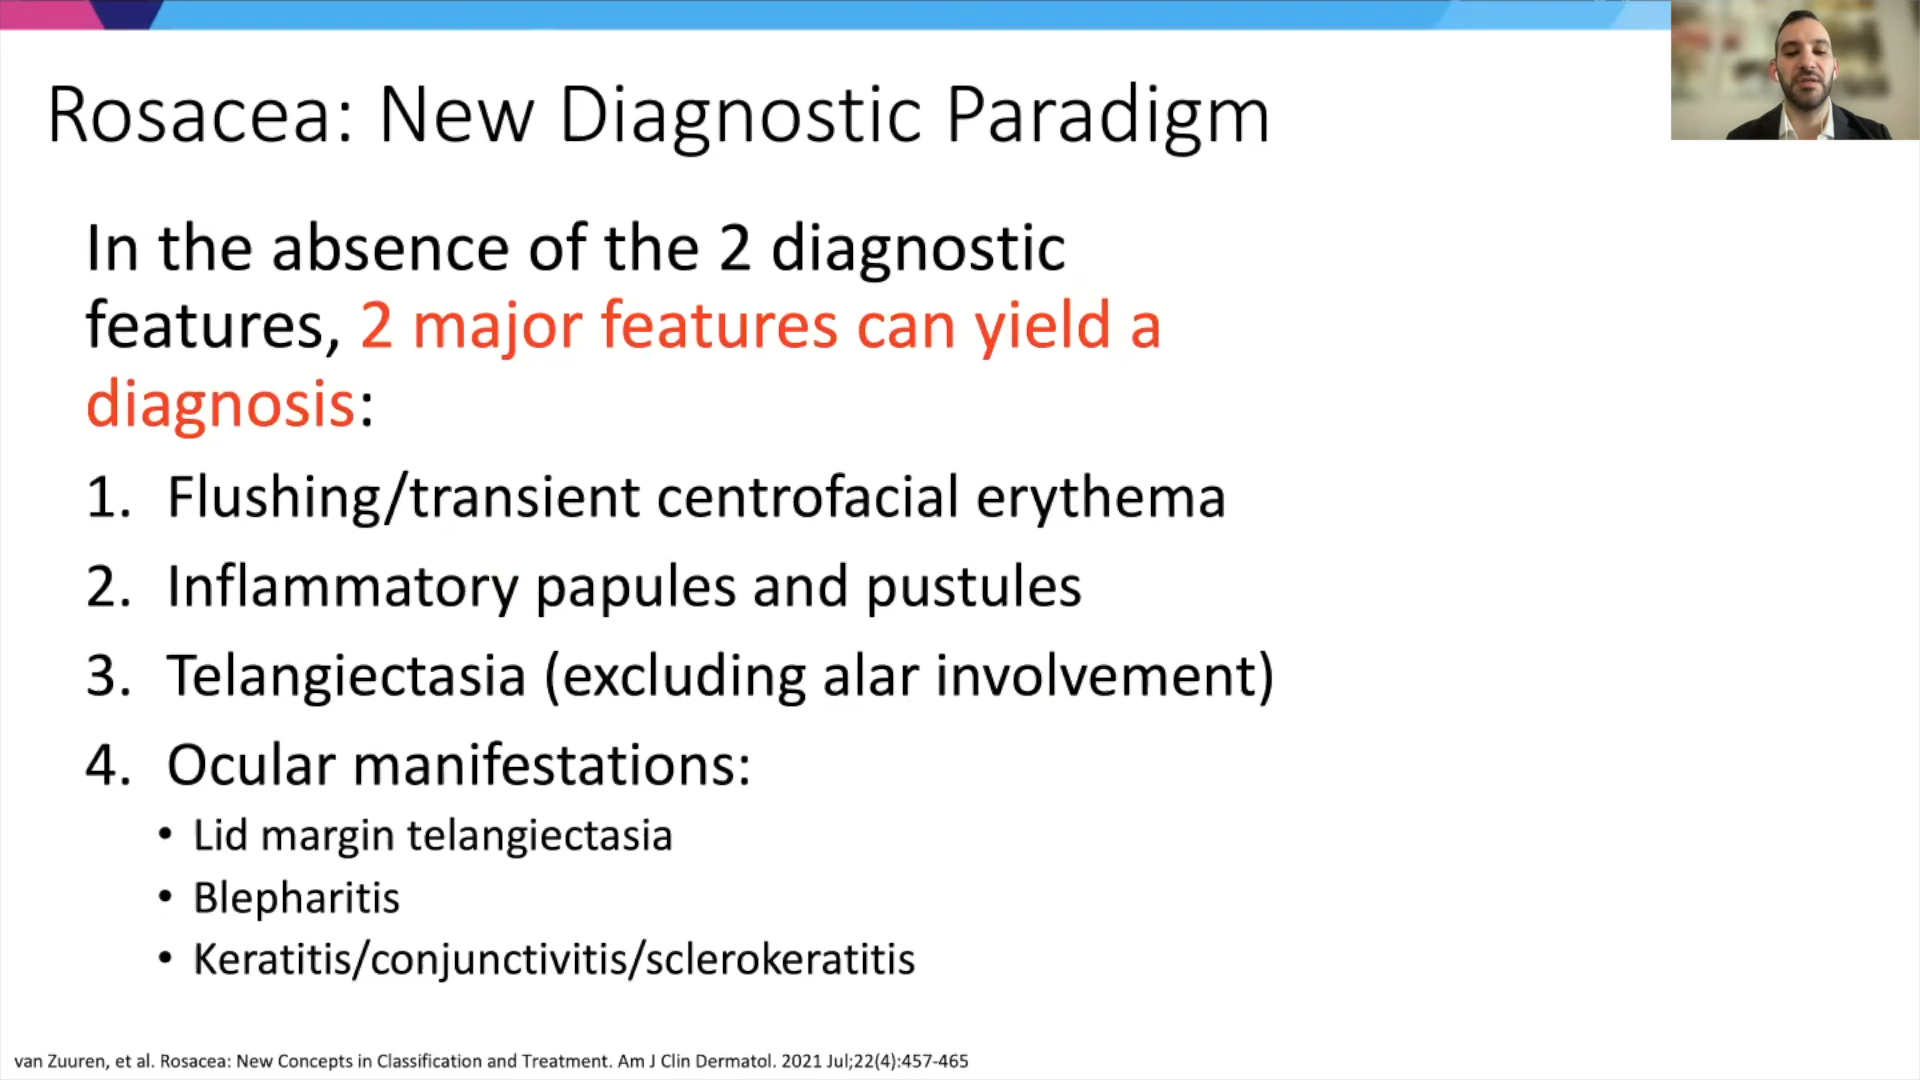 Rosacea: New Diagnostic Paradigm
In the absence of the 2 diagnostic
features, 2 major features can yield a
diagnosis:
1. Flushing/transient centrofacial erythema
2. Inflammatory papules and pustules
3. Telangiectasia (excluding alar involvement)
4. Ocular manifestations:
• Lid margin telangiectasia
• Blepharitis
• Keratitis/conjunctivitis/sclerokeratitis
van Zuuren, et al. Rosacea: New Concepts in Classification and Treatment. Am J Clin Dermatol. 2021 Jul;22(4):457-465